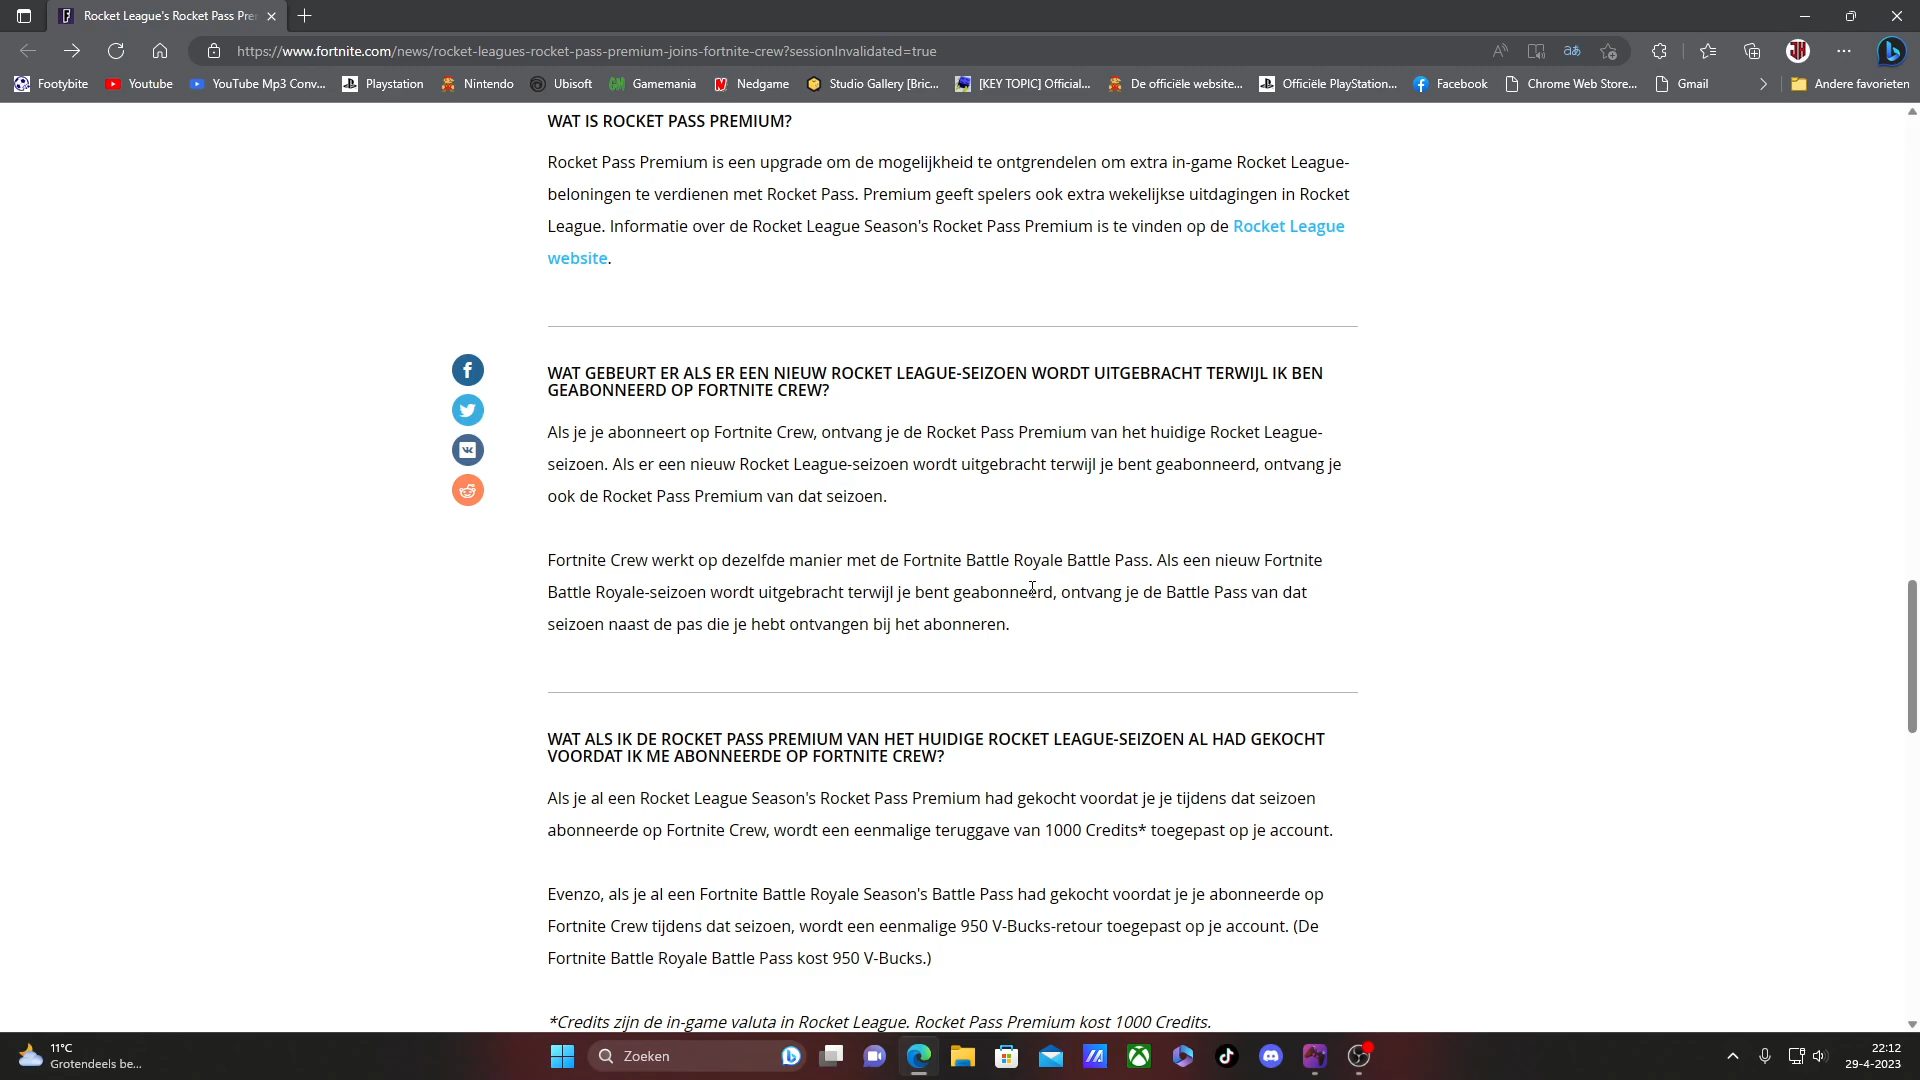 Rocket League's Rocket Pass Pre
https://www.fortnite.com/news/rocket-leagues-rocket-pass-premium-joins-fortnite-crew?sessionInvalidated=true
Footybite Youtube YouTube Mp3 Conv... Playstation Nintendo Ubisoft Gamemania Nedgame Studio Gallery [Bric... [KEY TOPIC] Official... De officiële website... Officiële PlayStation... Facebook Chrome Web Store... Gmail Andere favorieten
WAT IS ROCKET PASS PREMIUM?
Rocket Pass Premium is een upgrade om de mogelijkheid te ontgrendelen om extra in-game Rocket League-
beloningen te verdienen met Rocket Pass. Premium geeft spelers ook extra wekelijkse uitdagingen in Rocket
League. Informatie over de Rocket League Season's Rocket Pass Premium is te vinden op de Rocket League
website.
WAT GEBEURT ER ALS ER EEN NIEUW ROCKET LEAGUE-SEIZOEN WORDT UITGEBRACHT TERWIJL IK BEN
GEABONNEERD OP FORTNITE CREW?
Als je je abonneert op Fortnite Crew, ontvang je de Rocket Pass Premium van het huidige Rocket League-
seizoen. Als er een nieuw Rocket League-seizoen wordt uitgebracht terwijl je bent geabonneerd, ontvang je
ook de Rocket Pass Premium van dat seizoen.
Fortnite Crew werkt op dezelfde manier met de Fortnite Battle Royale Battle Pass. Als een nieuw Fortnite
Battle Royale-seizoen wordt uitgebracht terwijl je bent geabonneerd, ontvang je de Battle Pass van dat
seizoen naast de pas die je hebt ontvangen bij het abonneren.
WAT ALS IK DE ROCKET PASS PREMIUM VAN HET HUIDIGE ROCKET LEAGUE-SEIZOEN AL HAD GEKOCHT
VOORDAT IK ME ABONNEERDE OP FORTNITE CREW?
Als je al een Rocket League Season's Rocket Pass Premium had gekocht voordat je je tijdens dat seizoen
abonneerde op Fortnite Crew, wordt een eenmalige teruggave van 1000 Credits* toegepast op je account.
Evenzo, als je al een Fortnite Battle Royale Season's Battle Pass had gekocht voordat je je abonneerde op
Fortnite Crew tijdens dat seizoen, wordt een eenmalige 950 V-Bucks-retour toegepast op je account. (De
Fortnite Battle Royale Battle Pass kost 950 V-Bucks.)
*Credits zijn de in-game valuta in Rocket League. Rocket Pass Premium kost 1000 Credits.
11°C
Grotendeels be...
Zoeken
22:12
29-4-2023